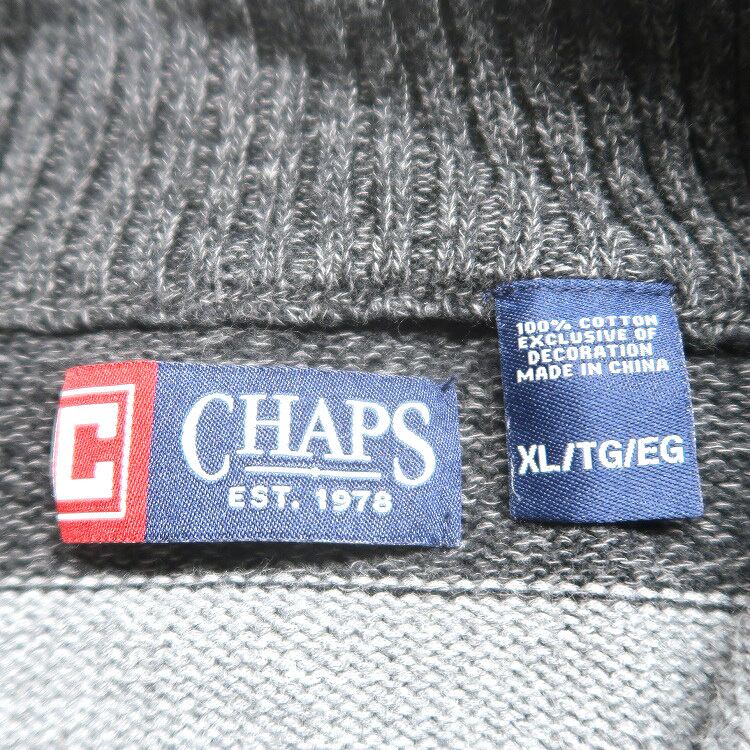 C
CHAPS
EST. 1978
100% COTTON
EXCLUSIVE OF
DECORATION
MADE IN CHINA
XL/TG/EG